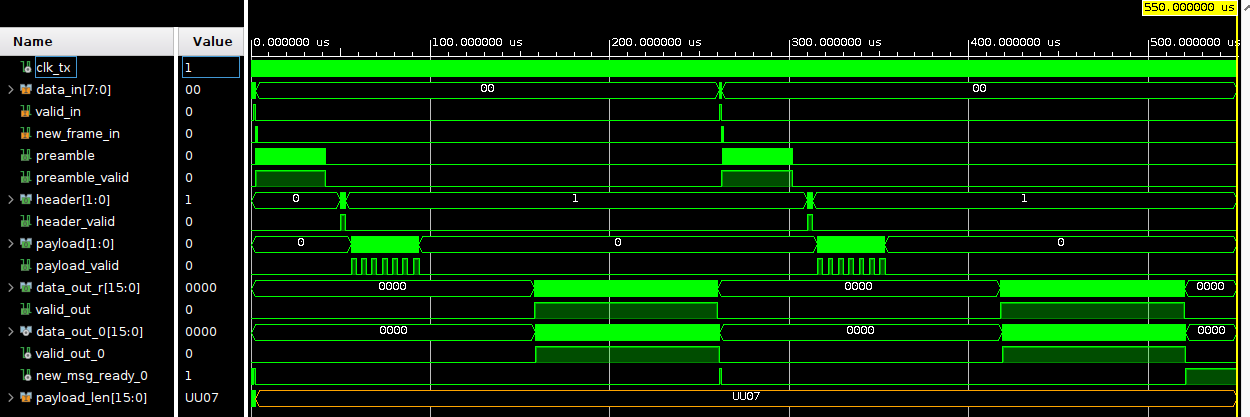 550.000000 us
Name Value 0.000000 us 100.000000 us 200.000000 us 300.000000 us 400.000000 us 500.000000 us
clk_tx 1
data_in[7:0] 00 00 00
valid_in 0
new_frame_in 0
preamble 0
preamble_valid 0
header[1:0] 1 0 1 1
header_valid 0
payload[1:0] 0 0 0 0
payload_valid 0
data_out_r[15:0] 0000 0000 0000 0000
valid_out 0
data_out_0[15:0] 0000 0000 0000 0000
valid_out_0 0
new_msg_ready_0 1
payload_len[15:0] UU07 UU07